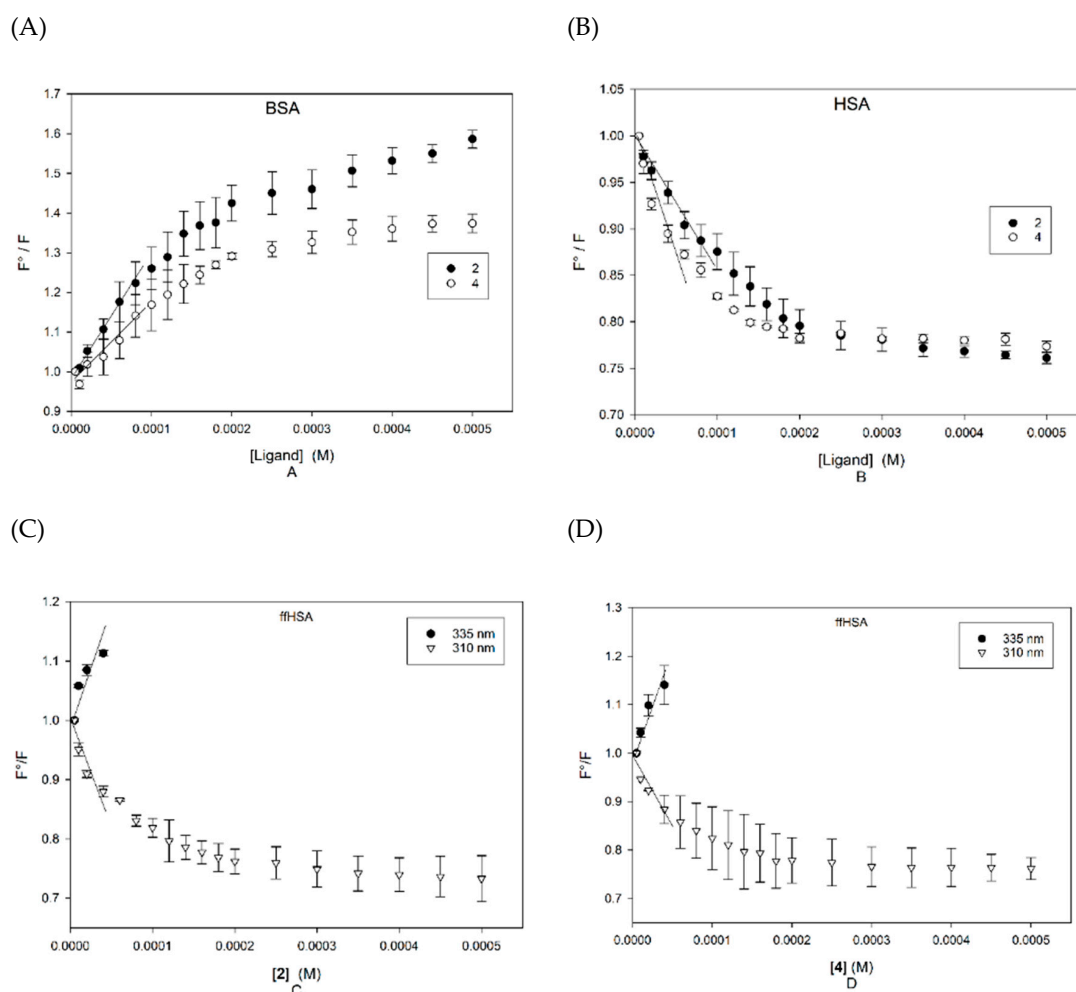 (A)
(B)
BSA
F° / F
1.7
1.6
1.5
1.4
1.3
1.2
1.1
1.0
0.9
2
4
0.0000 0.0001 0.0002 0.0003 0.0004 0.0005
[Ligand] (M)
A
HSA
F° / F
1.05
1.00
0.95
0.90
0.85
0.80
0.75
0.70
2
4
0.0000 0.0001 0.0002 0.0003 0.0004 0.0005
[Ligand] (M)
B
(C)
(D)
ffHSA
F°/F
1.2
1.1
1.0
0.9
0.8
0.7
335 nm
310 nm
0.0000 0.0001 0.0002 0.0003 0.0004 0.0005
[2] (M)
C
ffHSA
F°/F
1.3
1.2
1.1
1.0
0.9
0.8
0.7
335 nm
310 nm
0.0000 0.0001 0.0002 0.0003 0.0004 0.0005
[4] (M)
D